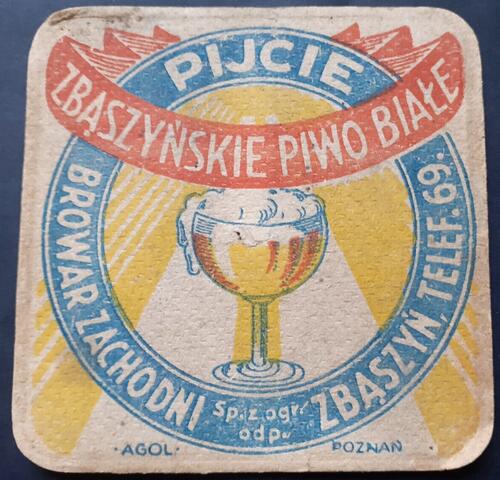 PIJCIE
ZBĄSZYŃSKIE PIWO BIAŁE
BROWAR ZACHODNI
Sp. z ogr.
odp.
ZBĄSZYŃ, TELEF. 69.
·AGOL·
POZNAŃ